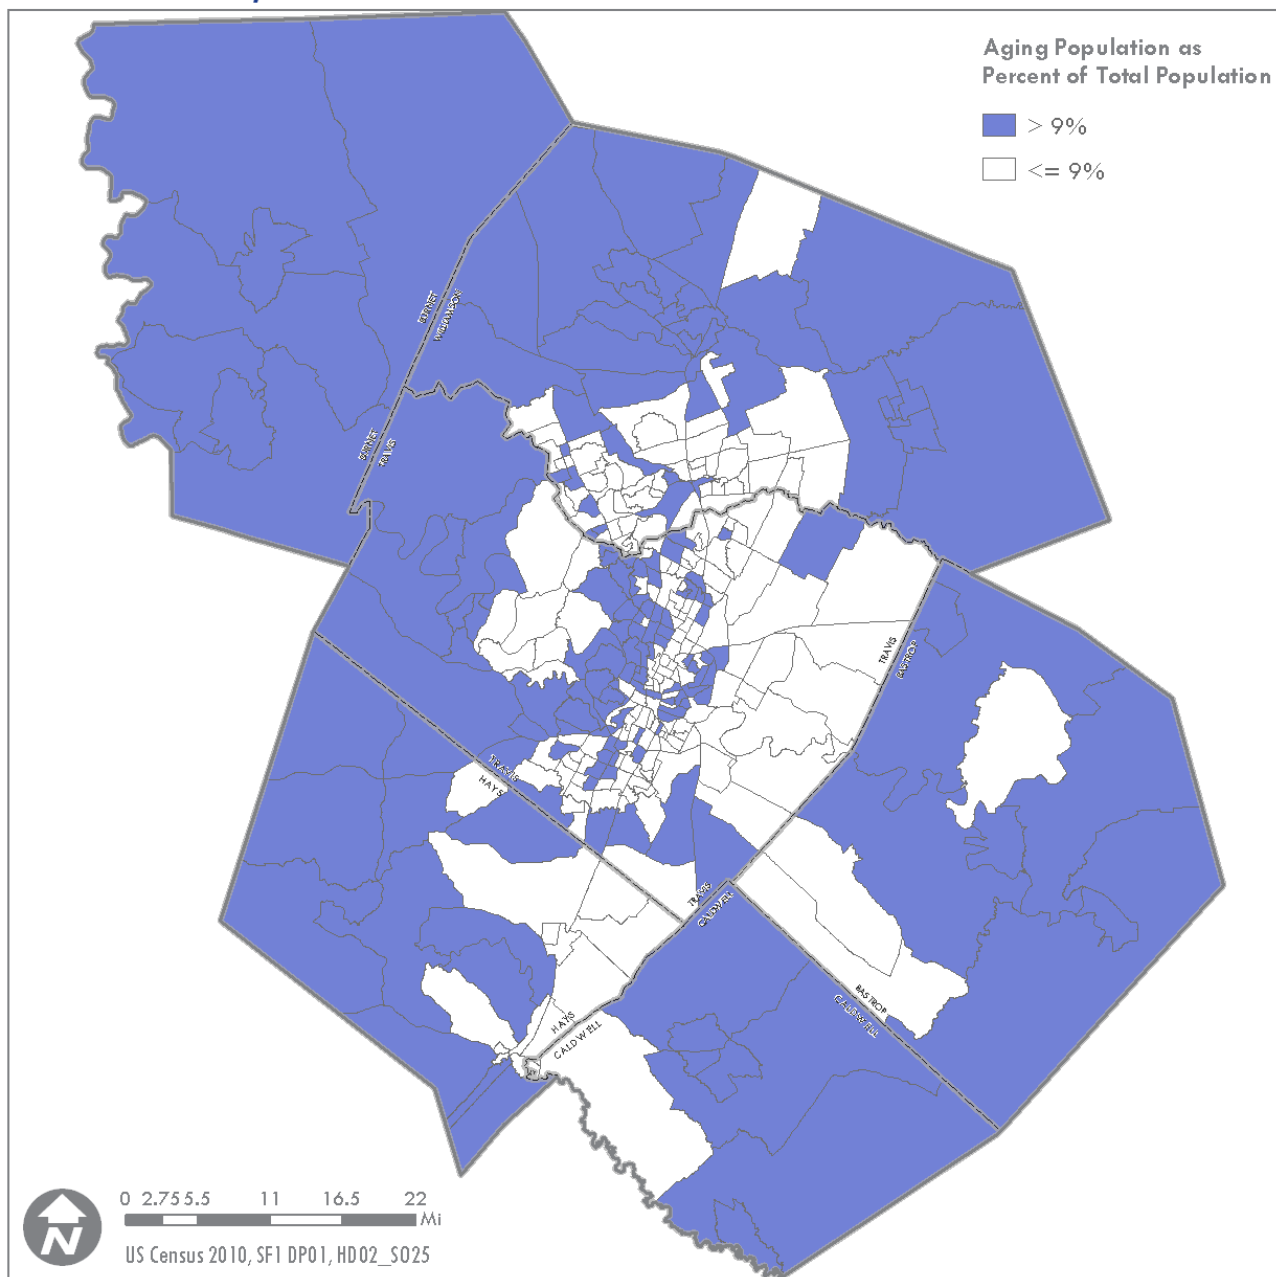 Aging Population as
Percent of Total Population
> 9%
<= 9%
BURNET
WILLIAMSON
BURNET
TRAVIS
TRAVIS
BASTROP
TRAVIS
HAYS
TRAVIS
CALDWELL
BASTROP
CALDWELL
HAYS
CALDWELL
0 2.75 5.5 11 16.5 22
Mi
N
US Census 2010, SF1 DP01, HD02_S025